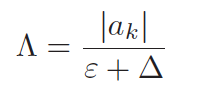 Λ = |a_k| / (ε + Δ)